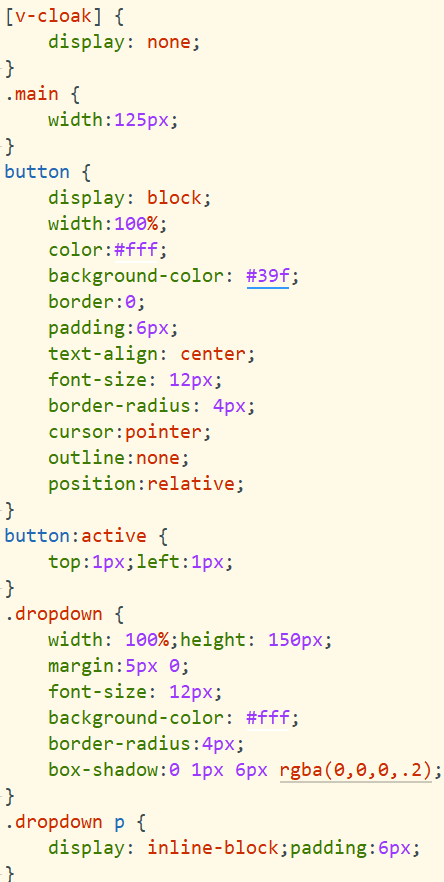 [v-cloak] {
    display: none;
}
.main {
    width:125px;
}
button {
    display: block;
    width:100%;
    color:#fff;
    background-color: #39f;
    border:0;
    padding:6px;
    text-align: center;
    font-size: 12px;
    border-radius: 4px;
    cursor:pointer;
    outline:none;
    position:relative;
}
button:active {
    top:1px;left:1px;
}
.dropdown {
    width: 100%;height: 150px;
    margin:5px 0;
    font-size: 12px;
    background-color: #fff;
    border-radius:4px;
    box-shadow:0 1px 6px rgba(0,0,0,.2);
}
.dropdown p {
    display: inline-block;padding:6px;
}